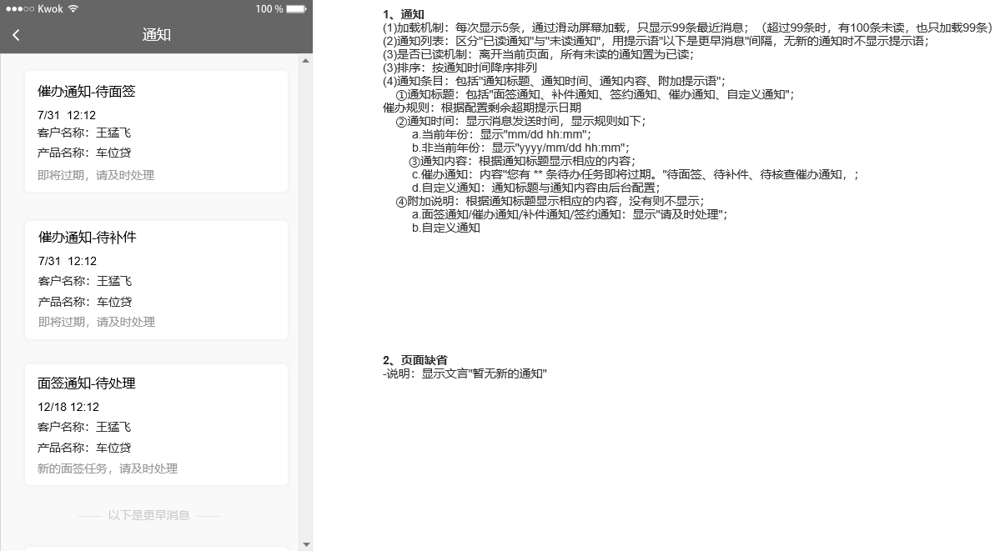 Kwok
100 %
通知
催办通知-待面签
7/31  12:12
客户名称：王猛飞
产品名称：车位贷
即将过期，请及时处理
催办通知-待补件
7/31  12:12
客户名称：王猛飞
产品名称：车位贷
即将过期，请及时处理
面签通知-待处理
12/18 12:12
客户名称：王猛飞
产品名称：车位贷
新的面签任务，请及时处理
以下是更早消息
1、通知
(1)加载机制：每次显示5条，通过滑动屏幕加载，只显示99条最近消息；（超过99条时，有100条未读，也只加载99条）
(2)通知列表：区分"已读通知"与"未读通知"，用提示语"以下是更早消息"间隔，无新的通知时不显示提示语；
(3)是否已读机制：离开当前页面，所有未读的通知置为已读；
(3)排序：按通知时间降序排列
(4)通知条目：包括"通知标题、通知时间、通知内容、附加提示语"；
①通知标题：包括"面签通知、补件通知、签约通知、催办通知、自定义通知"；
催办规则：根据配置剩余超期提示日期
②通知时间：显示消息发送时间，显示规则如下；
a.当前年份：显示"mm/dd hh:mm"；
b.非当前年份：显示"yyyy/mm/dd hh:mm"；
③通知内容：根据通知标题显示相应的内容；
c.催办通知：内容"您有 ** 条待办任务即将过期。"待面签、待补件、待核查催办通知，；
d.自定义通知：通知标题与通知内容由后台配置；
④附加说明：根据通知标题显示相应的内容，没有则不显示；
a.面签通知/催办通知/补件通知/签约通知：显示"请及时处理"；
b.自定义通知
2、页面缺省
-说明：显示文言"暂无新的通知"